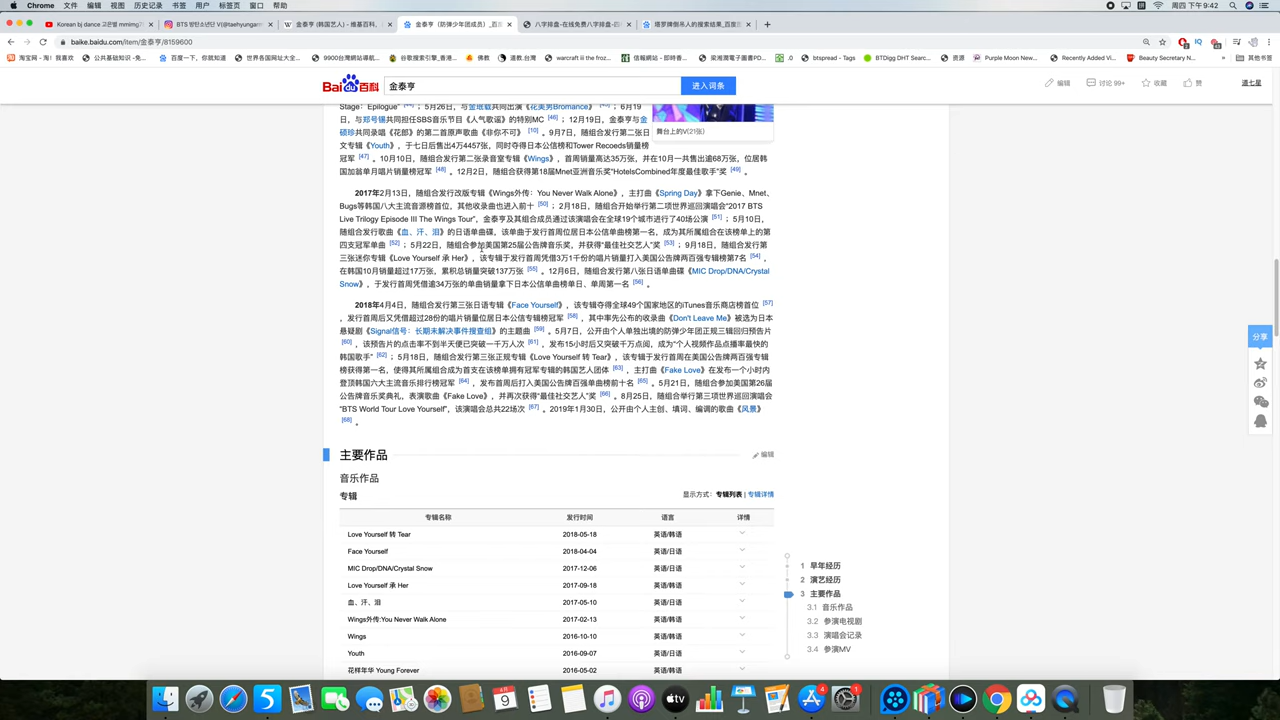 Chrome 文件 编辑 视图 历史记录 书签 用户 标签页 窗口 帮助
周四 下午9:42
Korean bj dance 고은별 mmimg7
BTS 방탄소년단 V(@taehyungarm
金泰亨 (韩国艺人) - 维基百科,
金泰亨（防弹少年团成员）_百度
八字排盘-在线免费八字排盘-
塔罗牌倒吊人的搜索结果_百度
baike.baidu.com/item/金泰亨/8159600
淘宝网 - 淘！我喜欢
公共基础知识 -免...
百度一下，你就知道
世界各国网址大全...
9900台灣網站導航...
谷歌搜索引擎_香港...
佛教
道教.台灣
warcraft iii the froz...
信報網站 - 即時香...
梁湘潤電子書PD...
:.0
btspread - Tags
BTDigg DHT Searc...
资源
Purple Moon New...
Recently Added Vi...
Beauty Secretary N...
»
其他书签
Baidu百科
金泰亨
进入词条
编辑
讨论 99+
收藏
赞
Stage：Epilogue” ；5月26日，与金珉载共同出演《花美男Bromance》 ；6月19
日，与郑号锡共同担任SBS音乐节目《人气歌谣》的特别MC [46] ；12月19日，金泰亨与金
硕珍共同录唱《花郎》的第二首原声歌曲《非你不可》 [10] 。9月7日，随组合发行第二张日
文专辑《Youth》，于七日后售出4万4457张，同时夺得日本公信榜和Tower Recoeds销量榜
冠军 [47] 。10月10日，随组合发行第二张录音室专辑《Wings》，首周销量高达35万张，并在10月一共售出逾68万张，位居韩
国加翁单月唱片销量榜冠军 [48] 。12月2日，随组合获得第18届Mnet亚洲音乐奖“HotelsCombined年度最佳歌手”奖 [49] 。
舞台上的V(21张)
2017年2月13日，随组合发行改版专辑《Wings外传：You Never Walk Alone》，主打曲《Spring Day》拿下Genie、Mnet、
Bugs等韩国八大主流音源榜首位，其他收录曲也进入前十 [50] ；2月18日，随组合开始举行第二项世界巡回演唱会“2017 BTS
Live Trilogy Episode III The Wings Tour”，金泰亨及其组合成员通过该演唱会在全球19个城市进行了40场公演 [51] ；5月10日，
随组合发行歌曲《血、汗、泪》的日语单曲碟，该单曲于发行首周位居日本公信单曲榜第一名，成为其所属组合在该榜单上的第
四支冠军单曲 [52] ；5月22日，随组合参加美国第25届公告牌音乐奖，并获得“最佳社交艺人”奖 [53] ；9月18日，随组合发行第
三张迷你专辑《Love Yourself 承 Her》，该专辑于发行首周凭借3万1千份的唱片销量打入美国公告牌两百强专辑榜第7名 [54] ，
在韩国10月销量超过17万张，累积总销量突破137万张 [55] 。12月6日，随组合发行第八张日语单曲碟《MIC Drop/DNA/Crystal
Snow》，于发行首周凭借逾34万张的单曲销量拿下日本公信单曲榜单日、单周第一名 [56] 。
2018年4月4日，随组合发行第三张日语专辑《Face Yourself》，该专辑夺得全球49个国家地区的iTunes音乐商店榜首位 [57]
，发行首周后又凭借超过28份的唱片销量位居日本公信专辑榜冠军 [58] ，其中率先公布的收录曲《Don't Leave Me》被选为日本
悬疑剧《Signal信号：长期未解决事件搜查组》的主题曲 [59] 。5月7日，公开由个人单独出境的防弹少年团正规三辑回归预告片
[60] ，该预告片的点击率不到半天便已突破一千万人次 [61] ，发布15小时后又突破千万点阅，成为“个人视频作品点播率最快的
韩国歌手” [62] ；5月18日，随组合发行第三张正规专辑《Love Yourself 转 Tear》，该专辑于发行首周在美国公告牌两百强专辑
榜获得第一名，使得其所属组合成为首支在该榜单拥有冠军专辑的韩国艺人团体 [63] ，主打曲《Fake Love》在发布一个小时内
登顶韩国六大主流音乐排行榜冠军 [64] ，发布首周后打入美国公告牌百强单曲榜前十名 [65] 。5月21日，随组合参加美国第26届
公告牌音乐奖典礼，表演歌曲《Fake Love》，并再次获得“最佳社交艺人”奖 [66] 。8月25日，随组合举行第三项世界巡回演唱会
“BTS World Tour Love Yourself”，该演唱会总共22场次 [67] 。2019年1月30日，公开由个人主创、填词、编调的歌曲《风景》
[68] 。
主要作品
编辑
音乐作品
专辑
显示方式： 专辑列表 | 专辑详情
专辑名称 发行时间 语言 详情
Love Yourself 转 Tear 2018-05-18 英语/韩语
Face Yourself 2018-04-04 英语/日语
MIC Drop/DNA/Crystal Snow 2017-12-06 英语/日语
Love Yourself 承 Her 2017-09-18 英语/韩语
血、汗、泪 2017-05-10 英语/日语
Wings外传:You Never Walk Alone 2017-02-13 英语/韩语
Wings 2016-10-10 英语/韩语
Youth 2016-09-07 英语/日语
花样年华 Young Forever 2016-05-02 英语/韩语
1 早年经历
2 演艺经历
3 主要作品
3.1 音乐作品
3.2 参演电视剧
3.3 演唱会记录
3.4 参演MV
分享